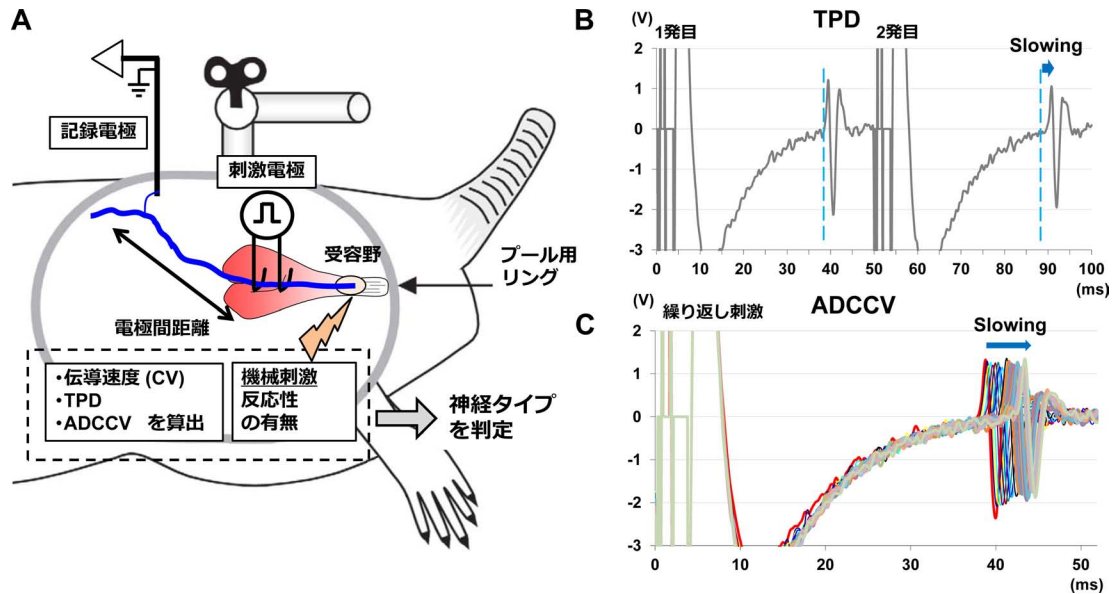 A
記録電極
刺激電極
受容野
プール用
リング
電極間距離
・伝導速度 (CV)
・TPD
・ADCCV を算出
機械刺激
反応性
の有無
神経タイプ
を判定
B
(V)
TPD
1発目
2発目
Slowing
2
1
0
-1
-2
-3
0 10 20 30 40 50 60 70 80 90 100
(ms)
C
(V)
繰り返し刺激
ADCCV
Slowing
2
1
0
-1
-2
-3
0 10 20 30 40 50
(ms)